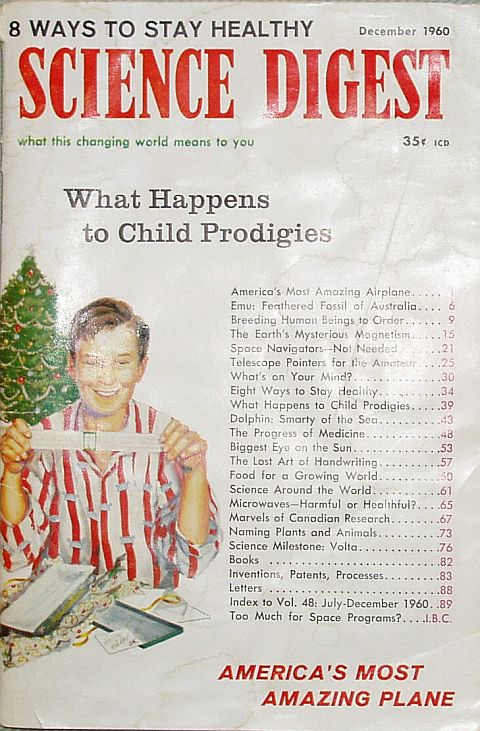 8 WAYS TO STAY HEALTHY
December 1960
SCIENCE DIGEST
what this changing world means to you
35¢ ICD
What Happens
to Child Prodigies
America's Most Amazing Airplane..... 1
Emu: Feathered Fossil of Australia.... 6
Breeding Human Beings to Order....... 9
The Earth's Mysterious Magnetism.....15
Space Navigators—Not Needed........21
Telescope Pointers for the Amateur....25
What's on Your Mind?...............30
Eight Ways to Stay Healthy..........34
What Happens to Child Prodigies.....39
Dolphin: Smarty of the Sea..........43
The Progress of Medicine............48
Biggest Eye on the Sun..............53
The Lost Art of Handwriting.........57
Food for a Growing World...........60
Science Around the World............61
Microwaves—Harmful or Healthful?....65
Marvels of Canadian Research........67
Naming Plants and Animals..........73
Science Milestone: Volta.............76
Books ............................82
Inventions, Patents, Processes........83
Letters ...........................88
Index to Vol. 48: July-December 1960..89
Too Much for Space Programs?....I.B.C.
AMERICA'S MOST
AMAZING PLANE